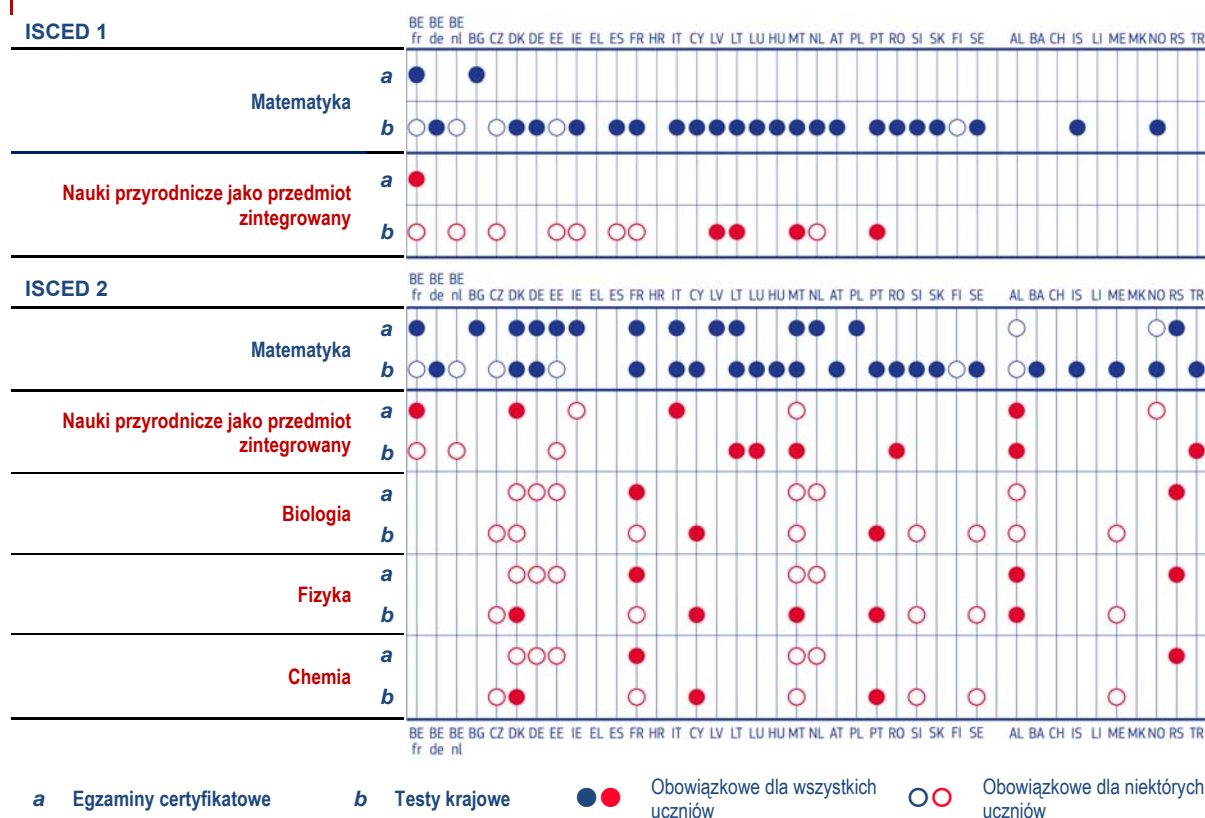 ISCED 1
BE BE BE
fr de nl BG CZ DK DE EE IE EL ES FR HR IT CY LV LT LU HU MT NL AT PL PT RO SI SK FI SE AL BA CH IS LI ME MK NO RS TR
a
Matematyka
b
a
Nauki przyrodnicze jako przedmiot
zintegrowany
b
ISCED 2
BE BE BE
fr de nl BG CZ DK DE EE IE EL ES FR HR IT CY LV LT LU HU MT NL AT PL PT RO SI SK FI SE AL BA CH IS LI ME MK NO RS TR
a
Matematyka
b
a
Nauki przyrodnicze jako przedmiot
zintegrowany
b
a
Biologia
b
a
Fizyka
b
a
Chemia
b
BE BE BE BG CZ DK DE EE IE EL ES FR HR IT CY LV LT LU HU MT NL AT PL PT RO SI SK FI SE AL BA CH IS LI ME MK NO RS TR
fr de nl
a Egzaminy certyfikatowe b Testy krajowe Obowiązkowe dla wszystkich
uczniów
Obowiązkowe dla niektórych
uczniów